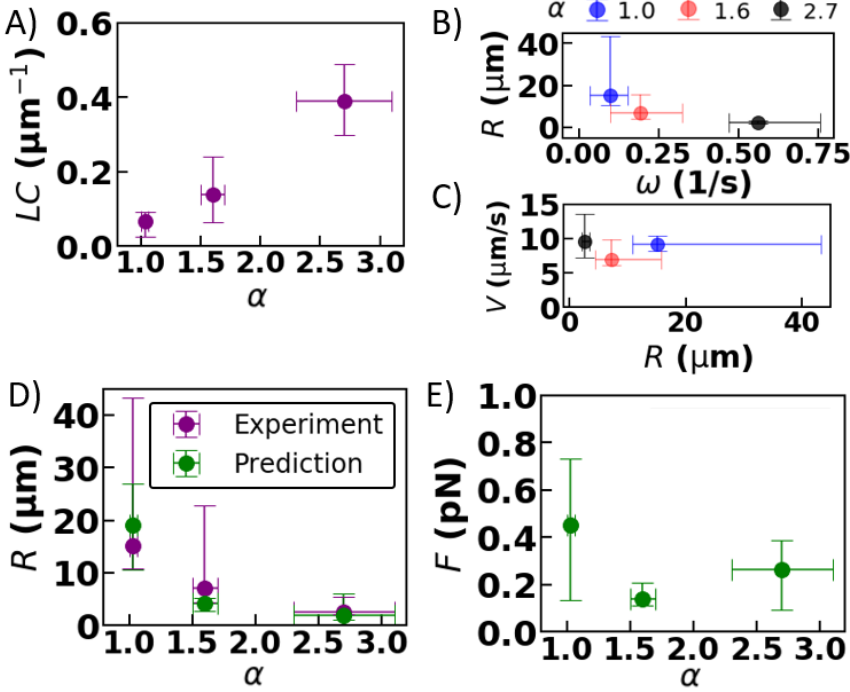 A)
LC (μm⁻¹)
0.6
0.4
0.2
0.0
1.0 1.5 2.0 2.5 3.0
α
B)
α 1.0 1.6 2.7
R (μm)
40
20
0
0.00 0.25 0.50 0.75
ω (1/s)
C)
V (μm/s)
15
10
5
0
0 20 40
R (μm)
D)
R (μm)
40
30
20
10
0
Experiment
Prediction
1.0 1.5 2.0 2.5 3.0
α
E)
F (pN)
1.0
0.8
0.6
0.4
0.2
0.0
1.0 1.5 2.0 2.5 3.0
α